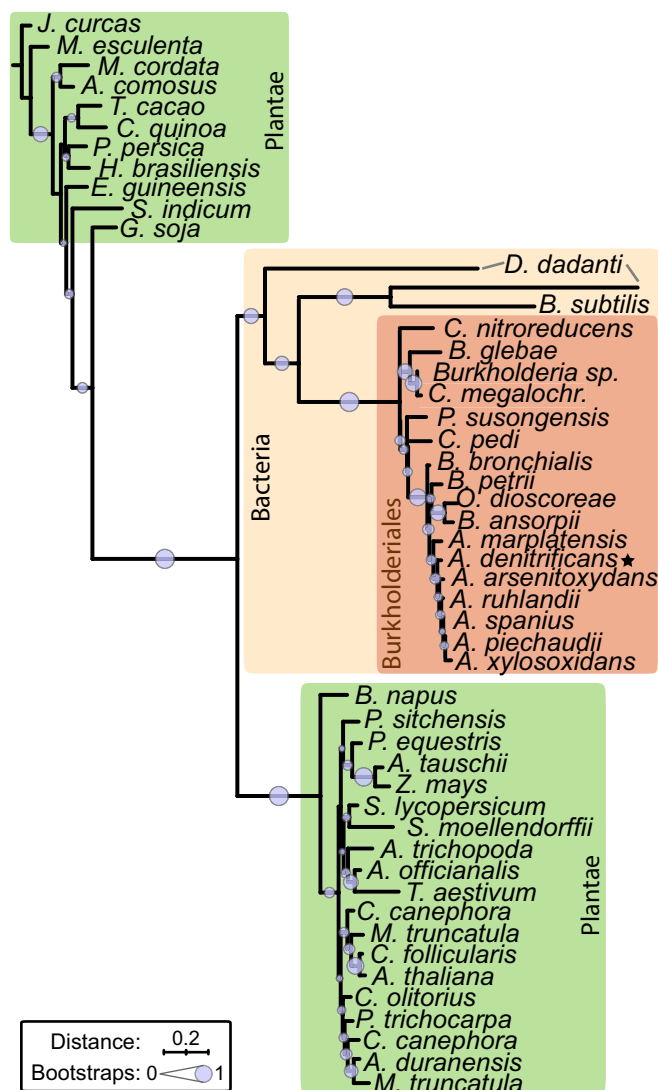 J. curcas
M. esculenta
M. cordata
A. comosus
T. cacao
C. quinoa
P. persica
H. brasiliensis
E. guineensis
S. indicum
G. soja
Plantae
D. dadanti
B. subtilis
C. nitroreducens
B. glebae
Burkholderia sp.
C. megalochr.
P. susongensis
C. pedi
B. bronchialis
B. petrii
O. dioscoreae
B. ansorpii
A. marplatensis
A. denitrificans★
A. arsenitoxydans
A. ruhlandii
A. spanius
A. piechaudii
A. xylosoxidans
Bacteria
Burkholderiales
B. napus
P. sitchensis
P. equestris
A. tauschii
Z. mays
S. lycopersicum
S. moellendorffii
A. trichopoda
A. officianalis
T. aestivum
C. canephora
M. truncatula
C. follicularis
A. thaliana
C. olitorius
P. trichocarpa
C. canephora
A. duranensis
M. truncatula
Plantae
Distance: 0.2
Bootstraps: 0 1